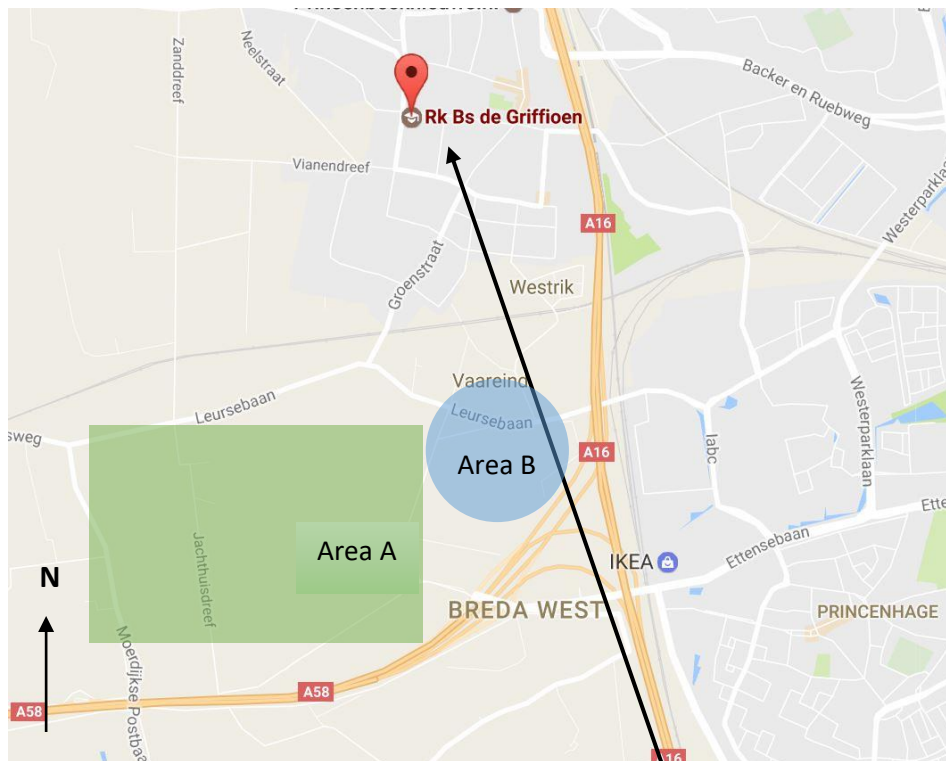 Zanddreef
Neelstraat
Backer en Ruebweg
Rk Bs de Griffioen
Vianendreef
Westerparklaan
A16
Groenstraat
Westrik
Vaareind
Leursebaan
Leursebaan
sweg
A16
Iabc
Westerparklaan
Area B
Ettensebaan
Area A
Jachthuisdreef
IKEA
N
BREDA WEST
PRINCENHAGE
Moerdijkse Postbaa
A58
A58
A16